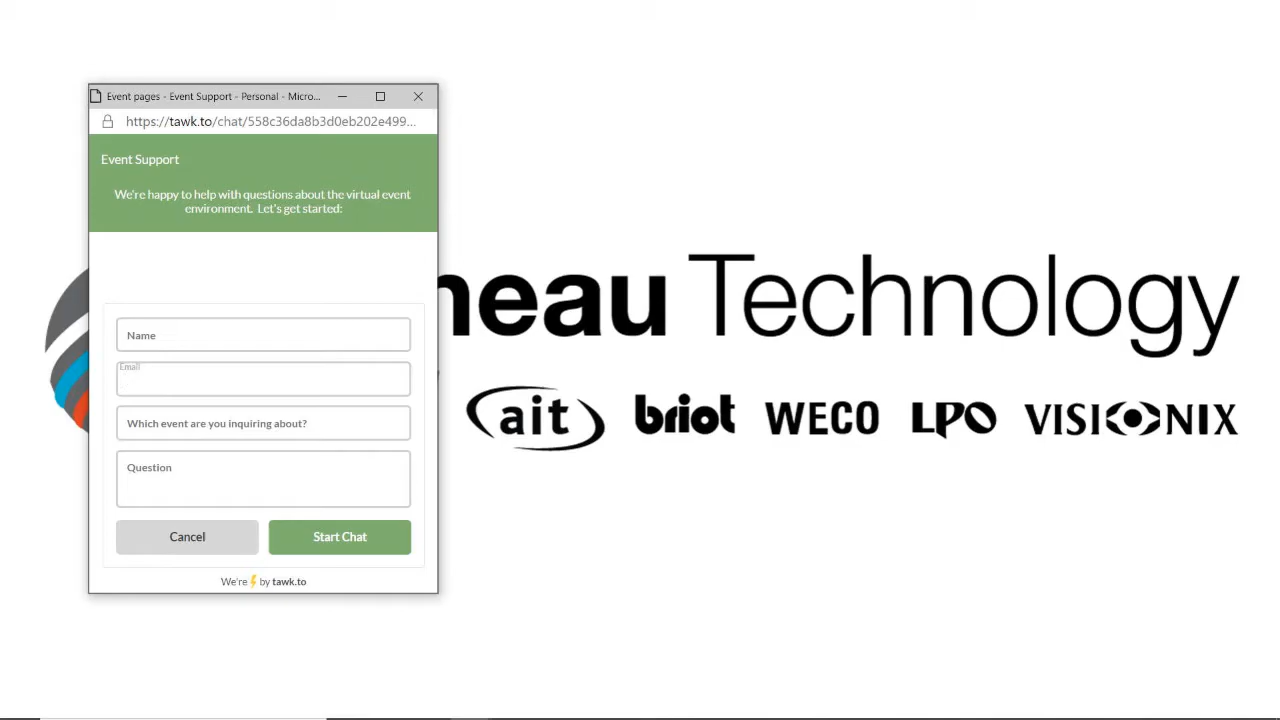 Event pages - Event Support - Personal - Micro...
https://tawk.to/chat/558c36da8b3d0eb202e499...
Event Support
We're happy to help with questions about the virtual event
environment. Let's get started:
neau Technology
Name
Email
ait briot WECO LPO VISIONIX
Which event are you inquiring about?
Question
Cancel Start Chat
We're ⚡ by tawk.to